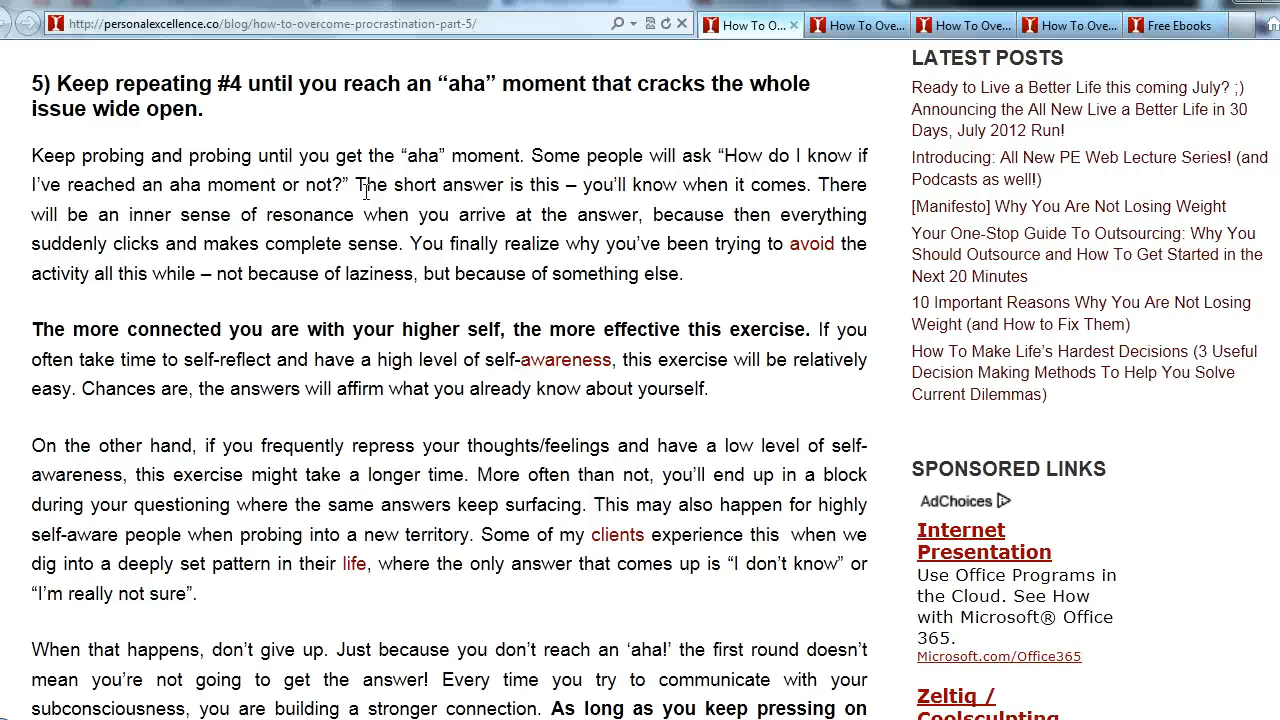 http://personalexcellence.co/blog/how-to-overcome-procrastination-part-5/
How To O...
How To Ove...
How To Ove...
How To Ove...
Free Ebooks
5) Keep repeating #4 until you reach an “aha” moment that cracks the whole
issue wide open.
Keep probing and probing until you get the “aha” moment. Some people will ask “How do I know if
I’ve reached an aha moment or not?” The short answer is this – you’ll know when it comes. There
will be an inner sense of resonance when you arrive at the answer, because then everything
suddenly clicks and makes complete sense. You finally realize why you’ve been trying to avoid the
activity all this while – not because of laziness, but because of something else.
The more connected you are with your higher self, the more effective this exercise. If you
often take time to self-reflect and have a high level of self-awareness, this exercise will be relatively
easy. Chances are, the answers will affirm what you already know about yourself.
On the other hand, if you frequently repress your thoughts/feelings and have a low level of self-
awareness, this exercise might take a longer time. More often than not, you’ll end up in a block
during your questioning where the same answers keep surfacing. This may also happen for highly
self-aware people when probing into a new territory. Some of my clients experience this when we
dig into a deeply set pattern in their life, where the only answer that comes up is “I don’t know” or
“I’m really not sure”.
When that happens, don’t give up. Just because you don’t reach an ‘aha!’ the first round doesn’t
mean you’re not going to get the answer! Every time you try to communicate with your
subconsciousness, you’re building a stronger connection. As long as you keep pressing on
LATEST POSTS
Ready to Live a Better Life this coming July? ;)
Announcing the All New Live a Better Life in 30
Days, July 2012 Run!
Introducing: All New PE Web Lecture Series! (and
Podcasts as well!)
[Manifesto] Why You Are Not Losing Weight
Your One-Stop Guide To Outsourcing: Why You
Should Outsource and How To Get Started in the
Next 20 Minutes
10 Important Reasons Why You Are Not Losing
Weight (and How to Fix Them)
How To Make Life’s Hardest Decisions (3 Useful
Decision Making Methods To Help You Solve
Current Dilemmas)
SPONSORED LINKS
AdChoices
Internet
Presentation
Use Office Programs in
the Cloud. See How
with Microsoft® Office
365.
Microsoft.com/Office365
Zeltiq /
Coolsculpting